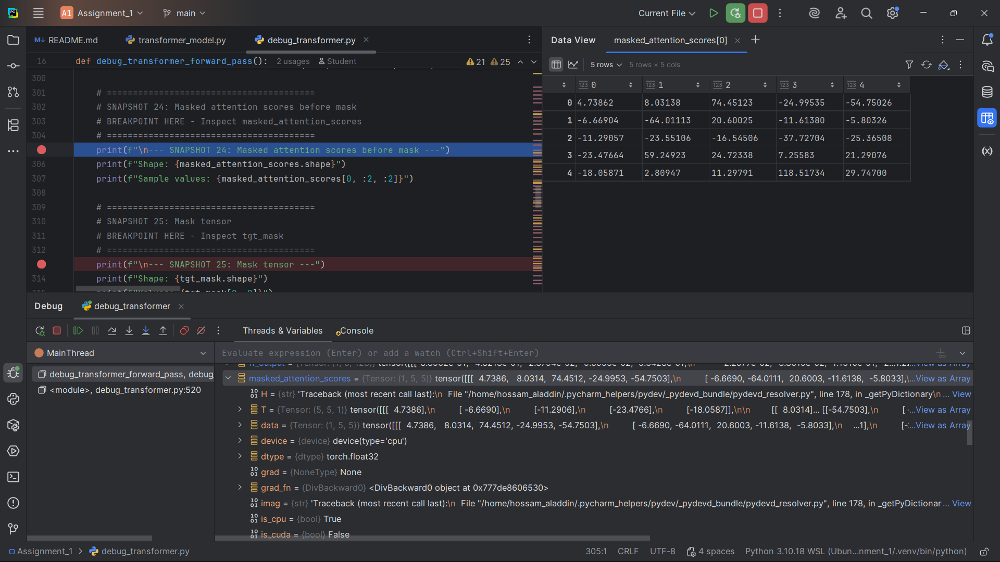 A1 Assignment_1 main Current File
M↓ README.md transformer_model.py debug_transformer.py
Data View masked_attention_scores[0]
16 def debug_transformer_forward_pass(): 2 usages Student 21 25
5 rows 5 rows × 5 cols
300
301 # ========================================
302 # SNAPSHOT 24: Masked attention scores before mask
303 # BREAKPOINT HERE - Inspect masked_attention_scores
304 # ========================================
print(f"\n--- SNAPSHOT 24: Masked attention scores before mask ---")
306 print(f"Shape: {masked_attention_scores.shape}")
307 print(f"Sample values: {masked_attention_scores[0, :2, :2]}")
308
309 # ========================================
310 # SNAPSHOT 25: Mask tensor
311 # BREAKPOINT HERE - Inspect tgt_mask
312 # ========================================
print(f"\n--- SNAPSHOT 25: Mask tensor ---")
314 print(f"Shape: {tgt_mask.shape}")
123 0 123 1 123 2 123 3 123 4
0 4.73862 8.03138 74.45123 -24.99535 -54.75026
1 -6.66904 -64.01113 20.60025 -11.61380 -5.80326
2 -11.29057 -23.55106 -16.54506 -37.72704 -25.36508
3 -23.47664 59.24923 24.72338 7.25583 21.29076
4 -18.05871 2.80947 11.29791 118.51734 29.74700
Debug debug_transformer
Threads & Variables Console
MainThread
debug_transformer_forward_pass, debug_
<module>, debug_transformer.py:520
Evaluate expression (Enter) or add a watch (Ctrl+Shift+Enter)
masked_attention_scores = {Tensor: (1, 5, 5)} tensor([[[ 4.7386, 8.0314, 74.4512, -24.9953, -54.7503],\n [ -6.6690, -64.0111, 20.6003, -11.6138, -5.8033],\...View as Array
H = {str} 'Traceback (most recent call last):\n File "/home/hossam_aladdin/.pycharm_helpers/pydev/_pydevd_bundle/pydevd_resolver.py", line 178, in _getPyDictionary\n ... View
T = {Tensor: (5, 5, 1)} tensor([[[ 4.7386],\n [ -6.6690],\n [-11.2906],\n [-23.4766],\n [-18.0587]],\n\n [[ 8.0314]... [[-54.7503],\n [ -...View as Array
data = {Tensor: (1, 5, 5)} tensor([[[ 4.7386, 8.0314, 74.4512, -24.9953, -54.7503],\n [ -6.6690, -64.0111, 20.6003, -11.6138, -5.8033],\n ...1],\n [-:...View as Array
device = {device} device(type='cpu')
dtype = {dtype} torch.float32
grad = {NoneType} None
grad_fn = {DivBackward0} <DivBackward0 object at 0x777de8606530>
imag = {str} 'Traceback (most recent call last):\n File "/home/hossam_aladdin/.pycharm_helpers/pydev/_pydevd_bundle/pydevd_resolver.py", line 178, in _getPyDictionar... View
is_cpu = {bool} True
is_cuda = {bool} False
Assignment_1 debug_transformer.py 305:1 CRLF UTF-8 4 spaces Python 3.10.18 WSL (Ubun...nment_1/.venv/bin/python)